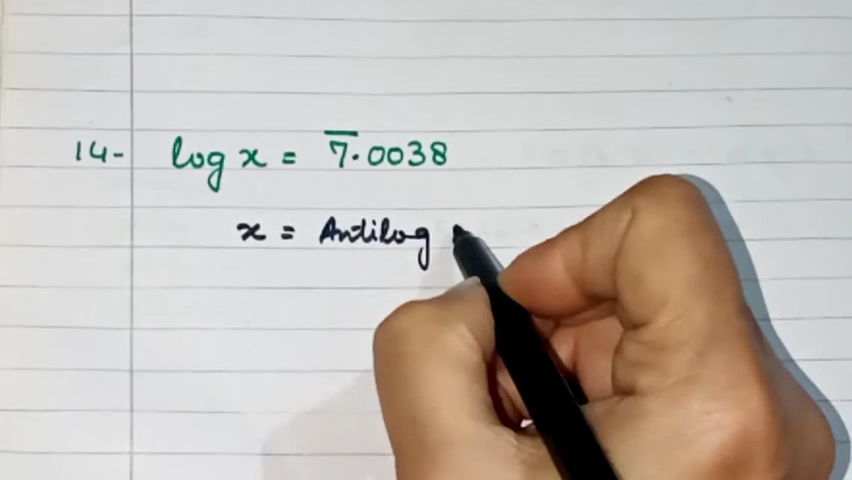 14- log x = 7̅.0038
x = Antilog